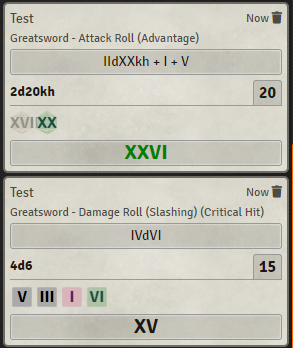 Test Now
Greatsword - Attack Roll (Advantage)
IIdXXkh + I + V
2d20kh 20
XVII XX
XXVI
Test Now
Greatsword - Damage Roll (Slashing) (Critical Hit)
IVdVI
4d6 15
V III I VI
XV